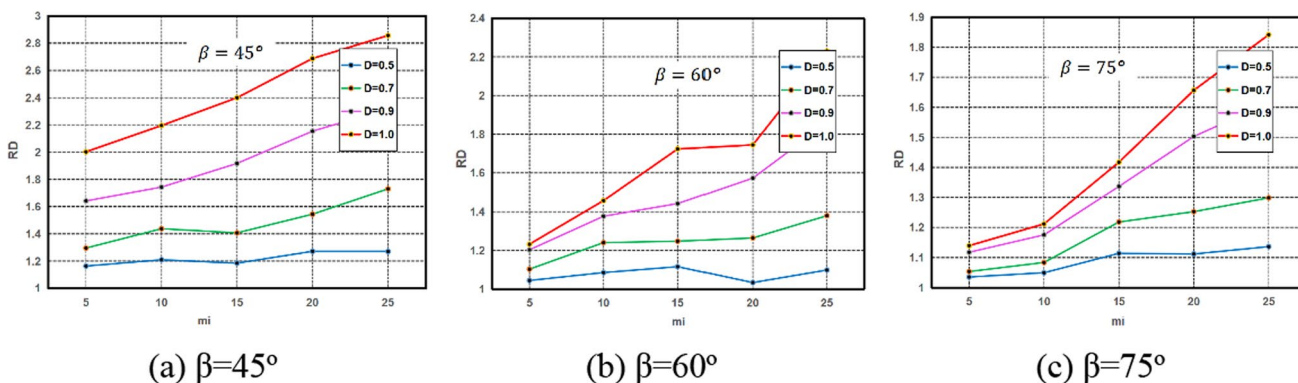 3
2.8
2.6
2.4
2.2
2
1.8
1.6
1.4
1.2
1
RD
β = 45°
D=0.5
D=0.7
D=0.9
D=1.0
5 10 15 20 25
mi
(a) β=45º
2.4
2.2
2
1.8
1.6
1.4
1.2
1
RD
β = 60°
D=0.5
D=0.7
D=0.9
D=1.0
5 10 15 20 25
mi
(b) β=60º
1.9
1.8
1.7
1.6
1.5
1.4
1.3
1.2
1.1
1
RD
β = 75°
D=0.5
D=0.7
D=0.9
D=1.0
5 10 15 20 25
mi
(c) β=75º